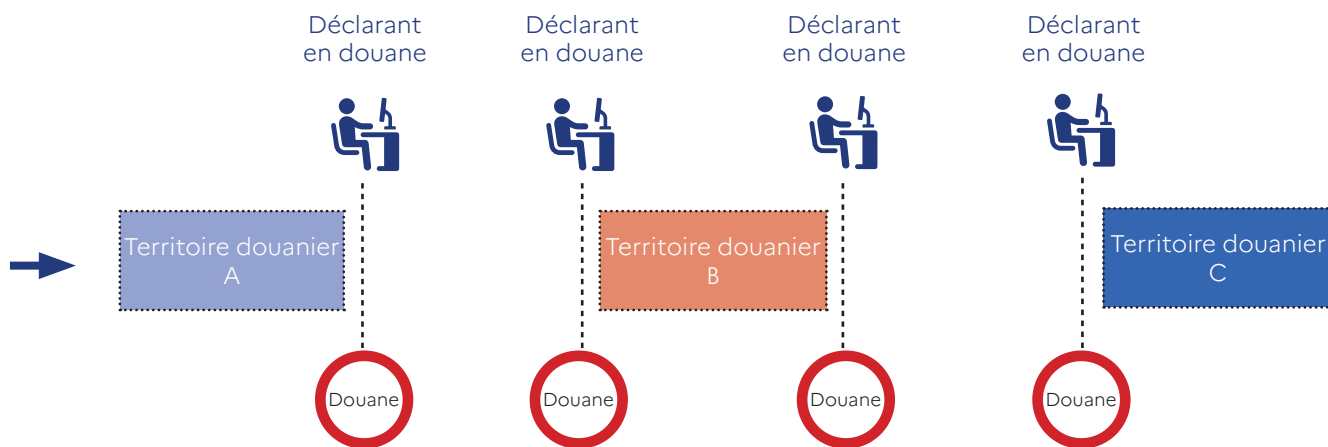 Déclarant
en douane
Déclarant
en douane
Déclarant
en douane
Déclarant
en douane
Territoire douanier
A
Territoire douanier
B
Territoire douanier
C
Douane
Douane
Douane
Douane